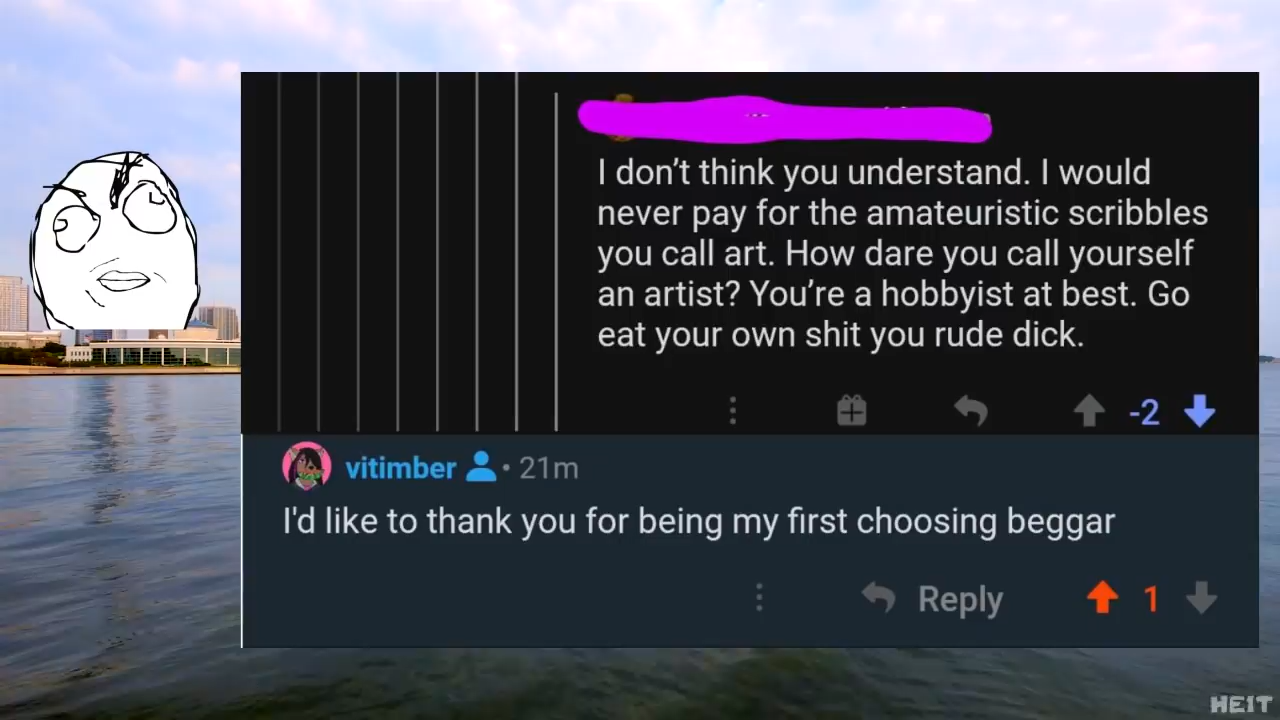 I don’t think you understand. I would
never pay for the amateuristic scribbles
you call art. How dare you call yourself
an artist? You’re a hobbyist at best. Go
eat your own shit you rude dick.
-2
vitimber • 21m
I'd like to thank you for being my first choosing beggar
Reply 1
HEIT